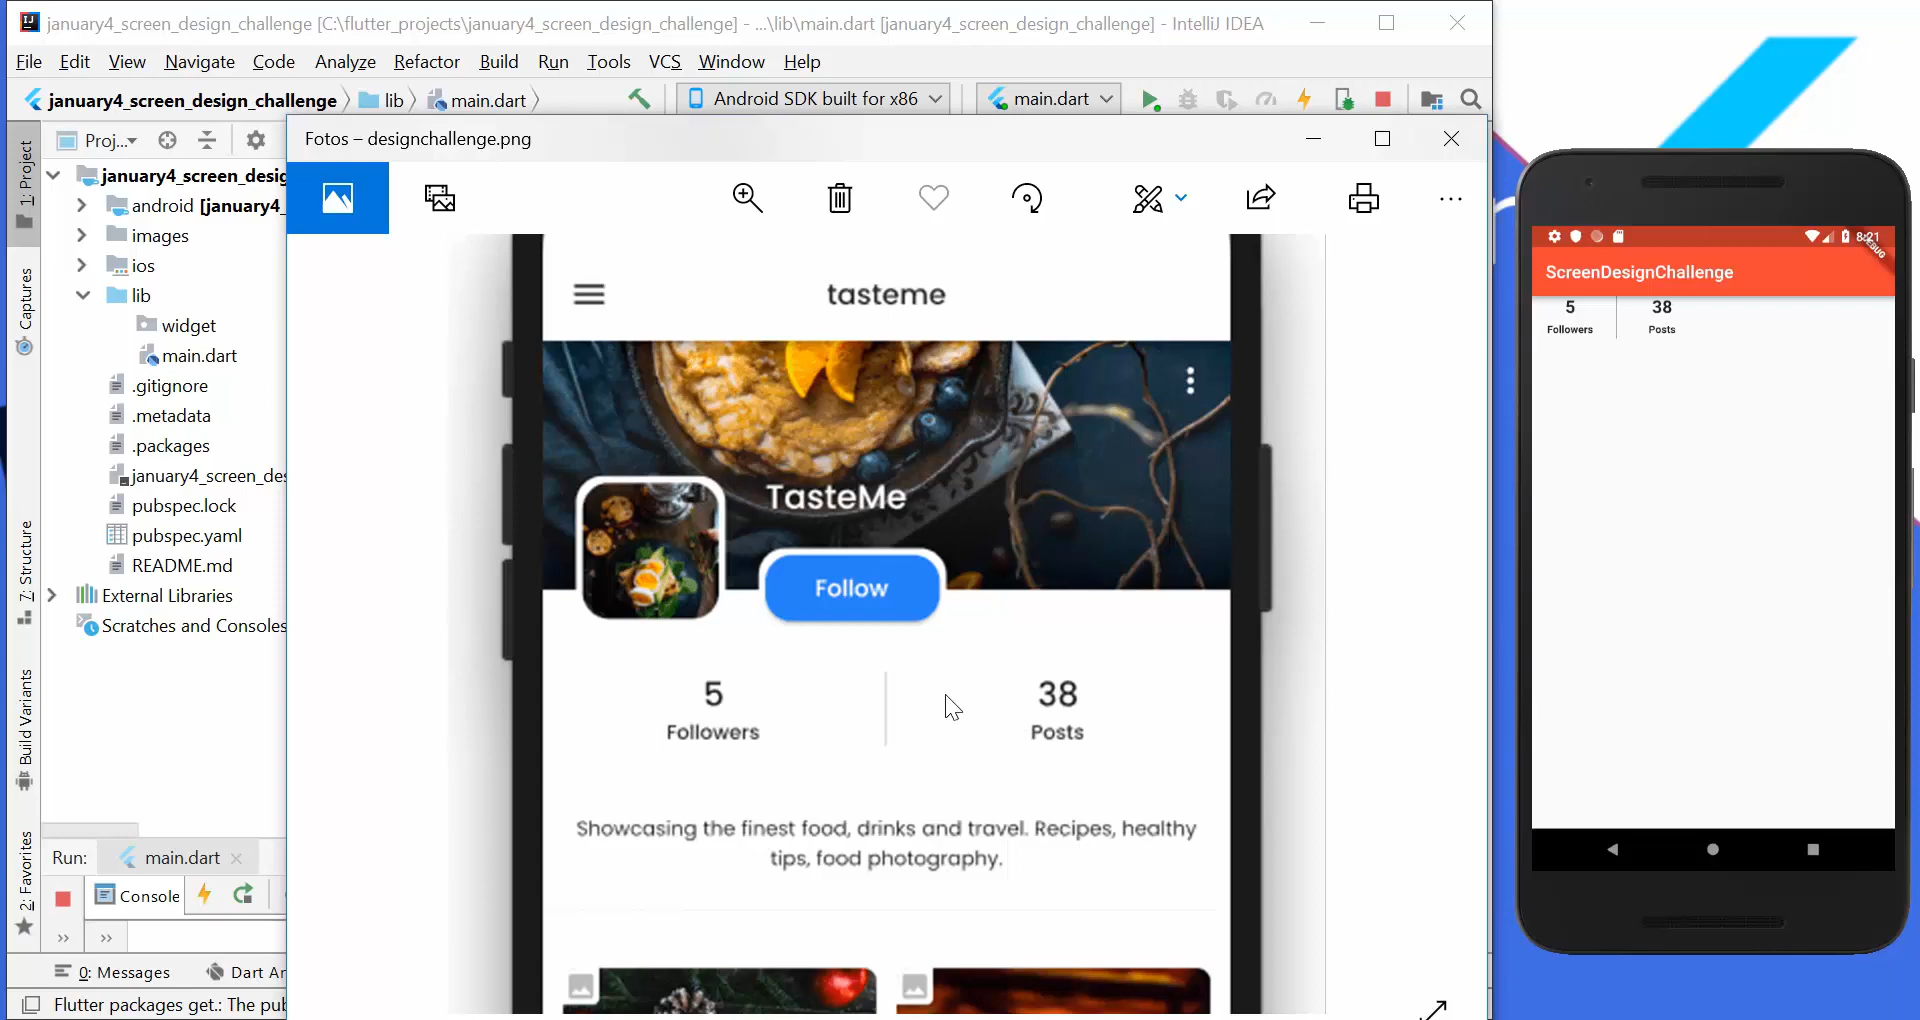 january4_screen_design_challenge [C:\flutter_projects\january4_screen_design_challenge] - ...\lib\main.dart [january4_screen_design_challenge] - IntelliJ IDEA
File Edit View Navigate Code Analyze Refactor Build Run Tools VCS Window Help
january4_screen_design_challenge lib main.dart Android SDK built for x86 main.dart
Fotos – designchallenge.png
Proj...
1: Project
january4_screen_desig
android [january4_
images
ios
lib
widget
main.dart
.gitignore
.metadata
.packages
january4_screen_des
pubspec.lock
pubspec.yaml
README.md
External Libraries
Scratches and Consoles
Captures
7: Structure
Build Variants
2: Favorites
Run: main.dart
Console
0: Messages Dart An
Flutter packages get.: The pub
tasteme
TasteMe
Follow
5 38
Followers Posts
Showcasing the finest food, drinks and travel. Recipes, healthy
tips, food photography.
8:21
DEBUG
ScreenDesignChallenge
5 38
Followers Posts